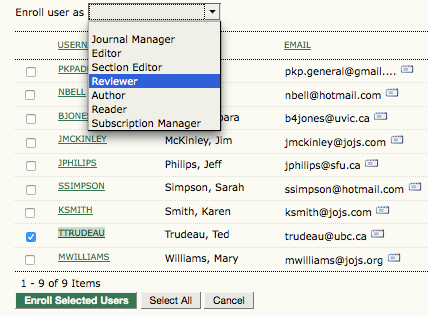 Enroll user as
Journal Manager
Editor
Section Editor
Reviewer
Author
Reader
Subscription Manager
USERN EMAIL
PKPAD pkp.general@gmail....
NBELL nbell@hotmail.com
BJONE bara b4jones@uvic.ca
JMCKINLEY McKinley, Jim jmckinley@jojs.com
JPHILIPS Philips, Jeff jphilips@sfu.ca
SSIMPSON Simpson, Sarah ssimpson@hotmail.com
KSMITH Smith, Karen ksmith@jojs.com
TTRUDEAU Trudeau, Ted trudeau@ubc.ca
MWILLIAMS Williams, Mary mwilliams@jojs.org
1 - 9 of 9 Items
Enroll Selected Users Select All Cancel